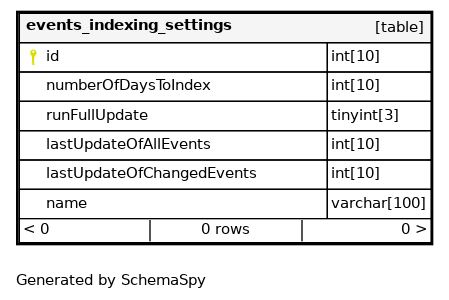 events_indexing_settings [table]
id int[10]
numberOfDaysToIndex int[10]
runFullUpdate tinyint[3]
lastUpdateOfAllEvents int[10]
lastUpdateOfChangedEvents int[10]
name varchar[100]
< 0 0 rows 0 >
Generated by SchemaSpy